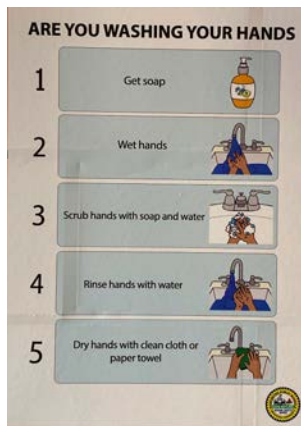 ARE YOU WASHING YOUR HANDS
1
Get soap
2
Wet hands
3
Scrub hands with soap and water
4
Rinse hands with water
5
Dry hands with clean cloth or
paper towel